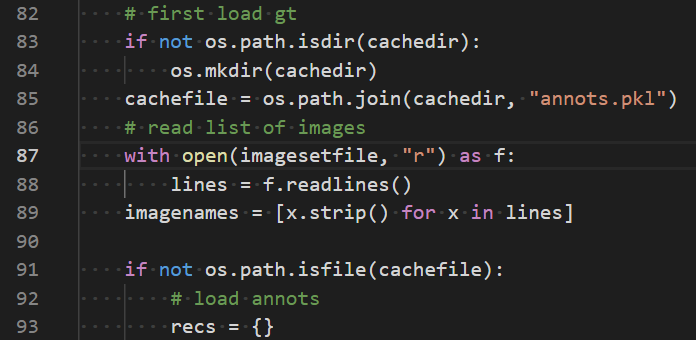 82     # first load gt
83     if not os.path.isdir(cachedir):
84         os.mkdir(cachedir)
85     cachefile = os.path.join(cachedir, "annots.pkl")
86     # read list of images
87     with open(imagesetfile, "r") as f:
88         lines = f.readlines()
89     imagenames = [x.strip() for x in lines]
90
91     if not os.path.isfile(cachefile):
92         # load annots
93         recs = {}